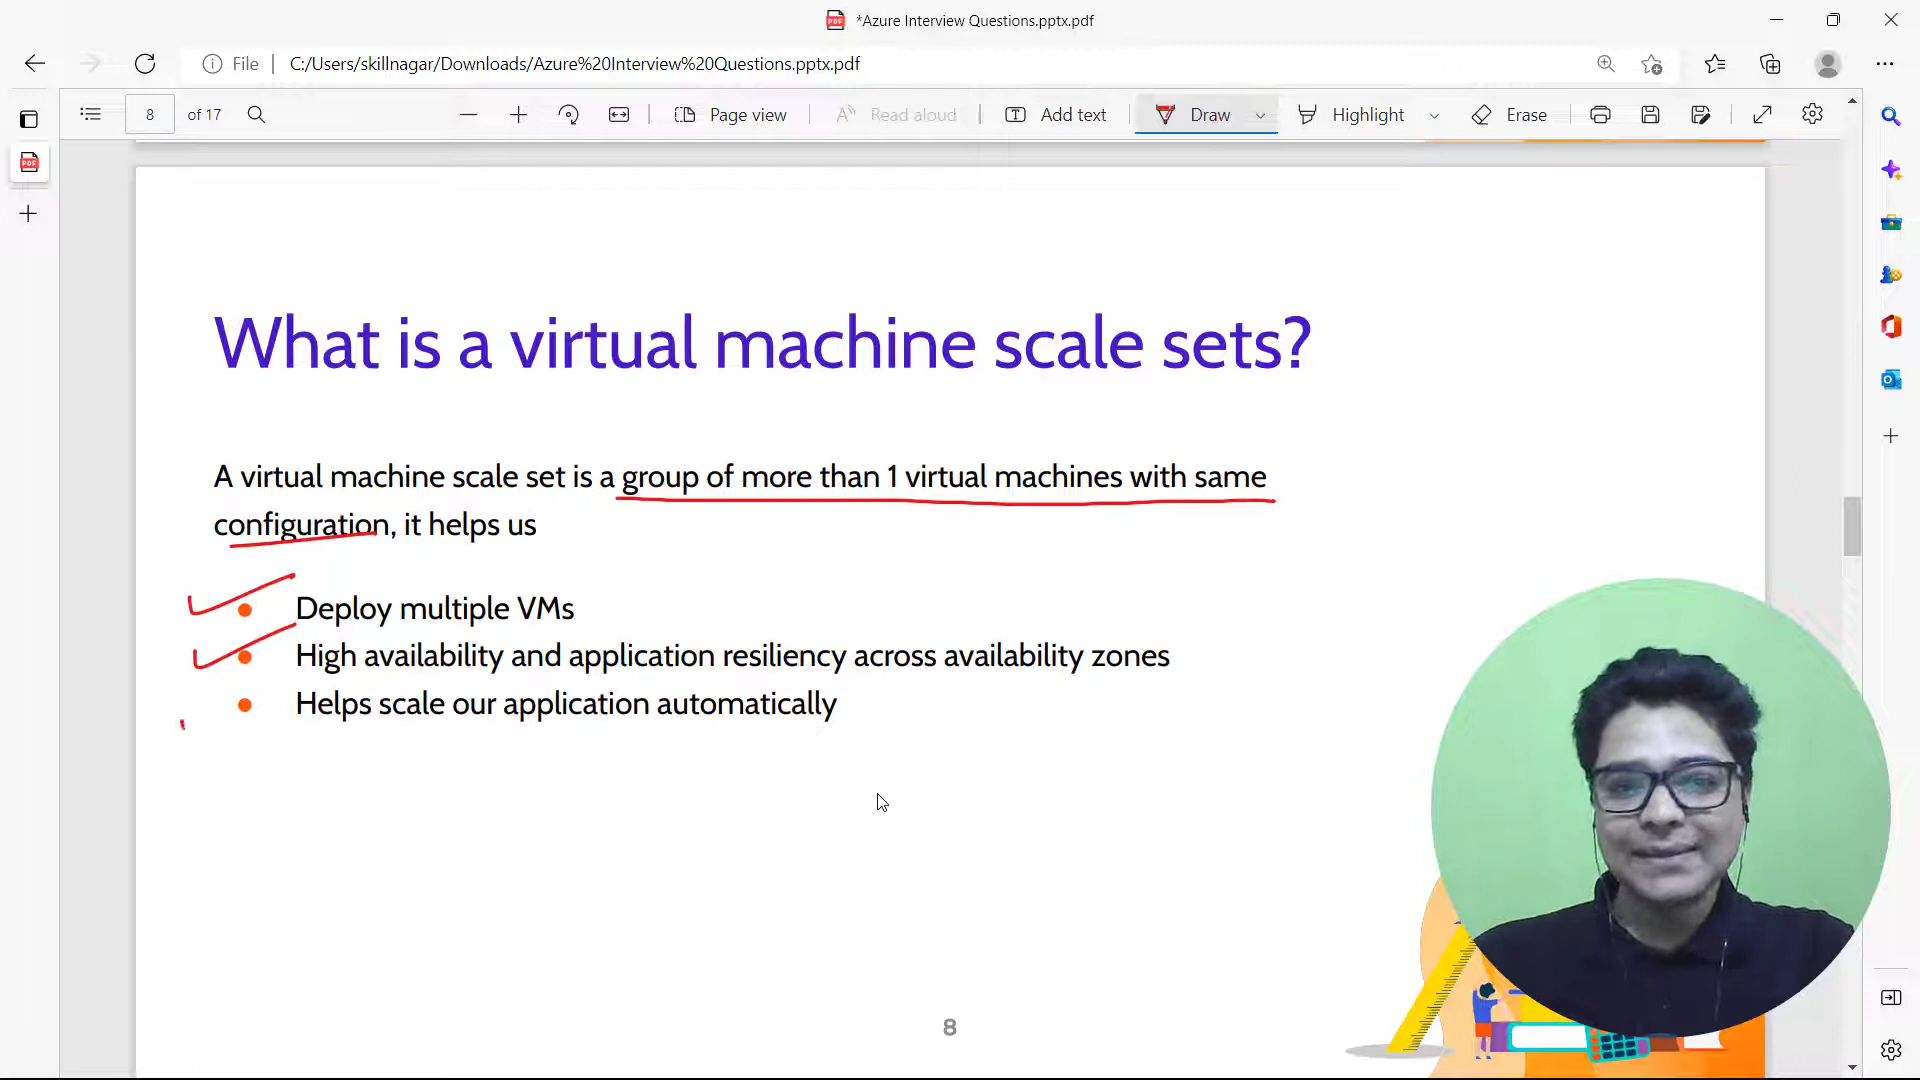 *Azure Interview Questions.pptx.pdf
File
C:/Users/skillnagar/Downloads/Azure%20Interview%20Questions.pptx.pdf
8 of 17
Page view
Read aloud
Add text
Draw
Highlight
Erase
What is a virtual machine scale sets?
A virtual machine scale set is a group of more than 1 virtual machines with same
configuration, it helps us
Deploy multiple VMs
High availability and application resiliency across availability zones
Helps scale our application automatically
8